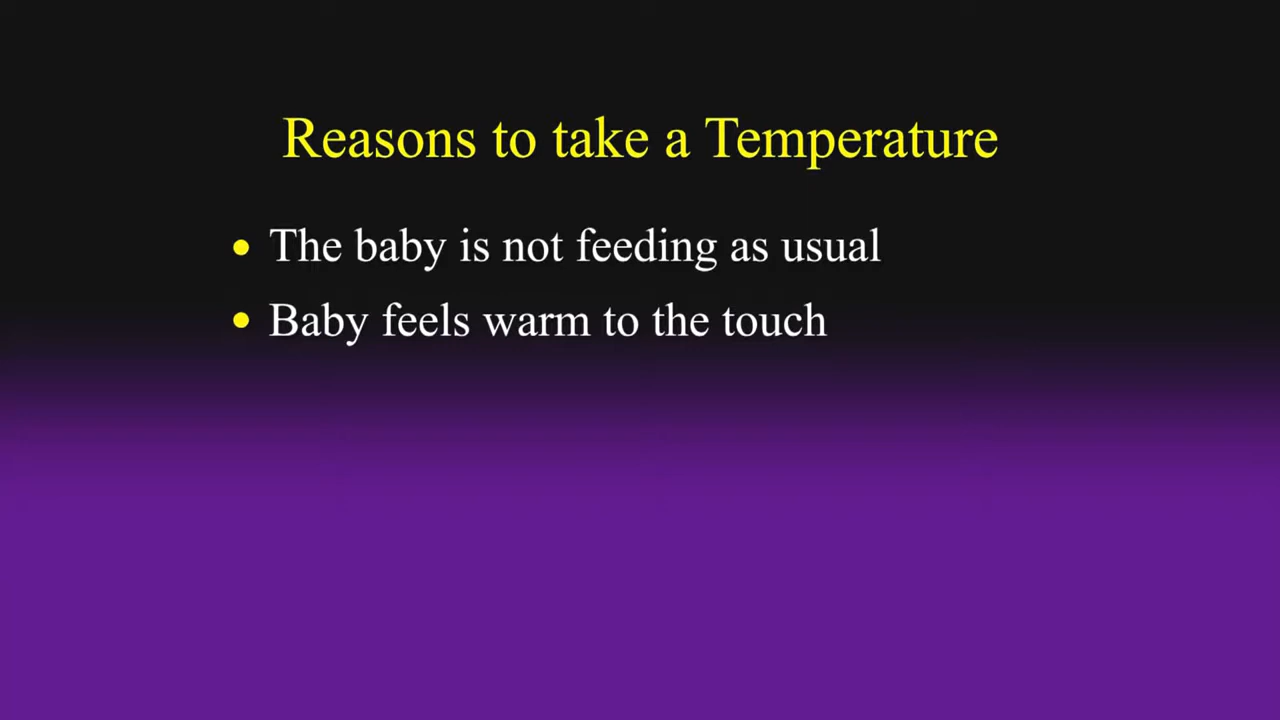 Reasons to take a Temperature
• The baby is not feeding as usual
• Baby feels warm to the touch